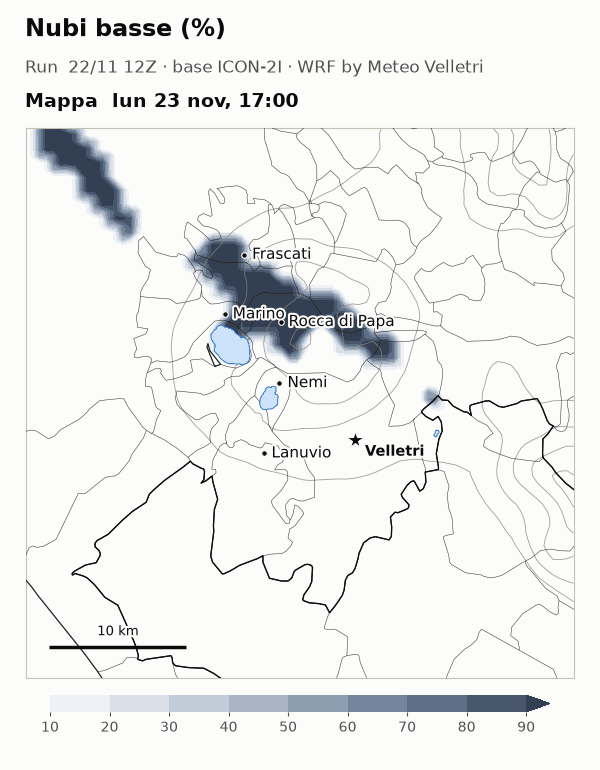 Nubi basse (%)
Run 22/11 12Z · base ICON-2I · WRF by Meteo Velletri
Mappa lun 23 nov, 17:00
Frascati
Marino
Rocca di Papa
Nemi
Velletri
Lanuvio
10 km
10 20 30 40 50 60 70 80 90